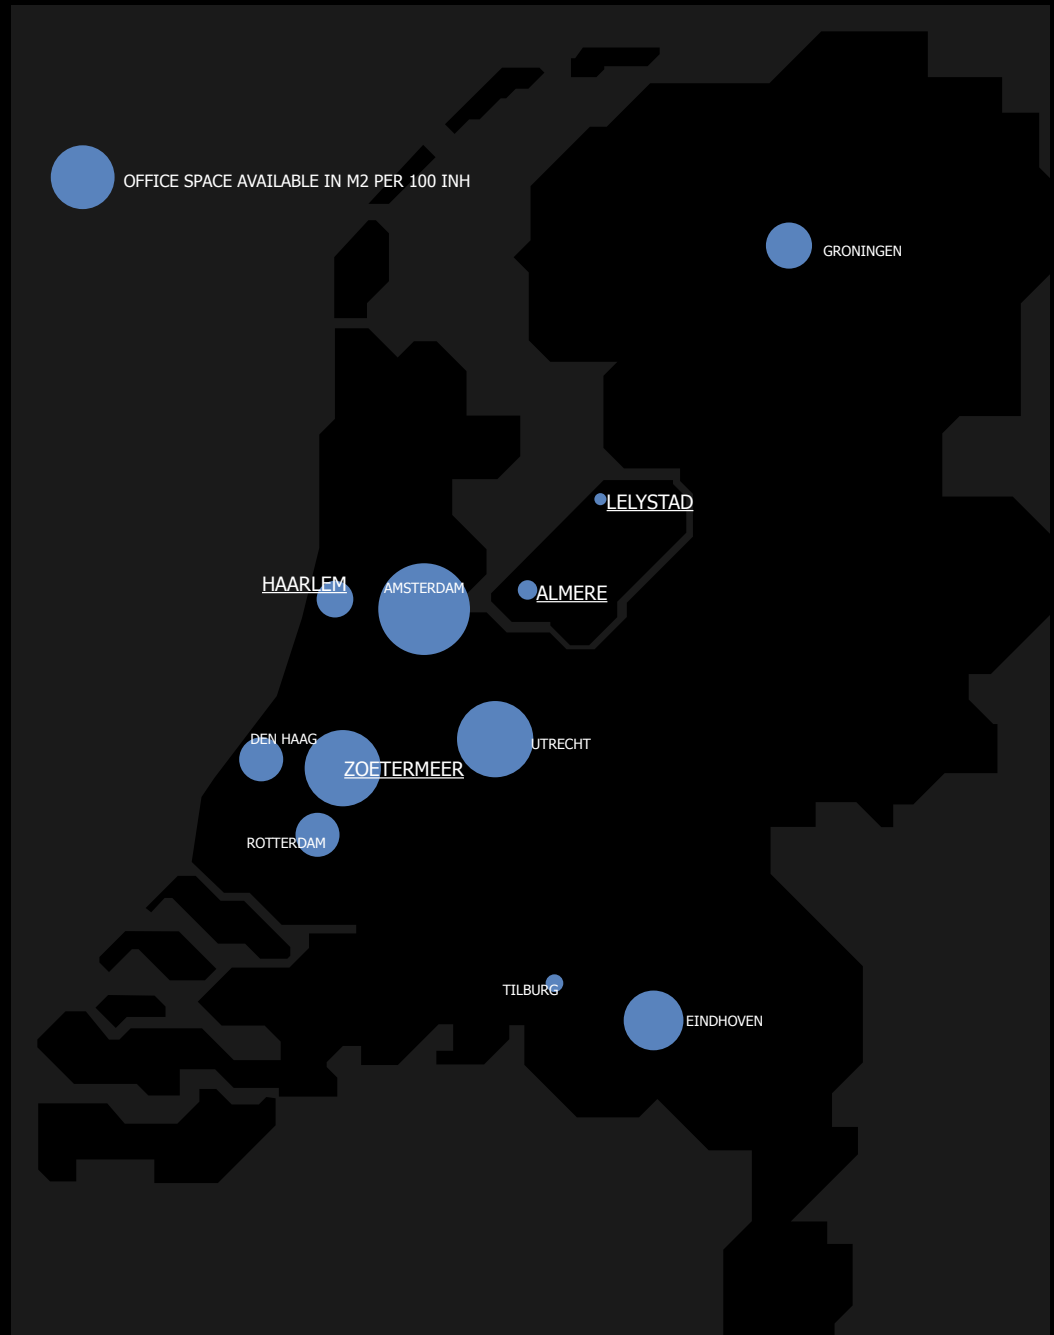 OFFICE SPACE AVAILABLE IN M2 PER 100 INH
GRONINGEN
LELYSTAD
HAARLEM
AMSTERDAM
ALMERE
DEN HAAG
UTRECHT
ZOETERMEER
ROTTERDAM
TILBURG
EINDHOVEN